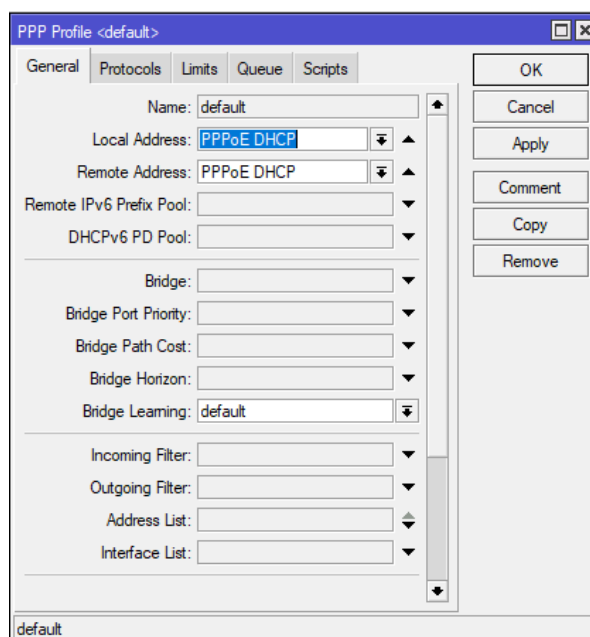 PPP Profile <default>
General Protocols Limits Queue Scripts
Name: default
Local Address: PPPoE DHCP
Remote Address: PPPoE DHCP
Remote IPv6 Prefix Pool:
DHCPv6 PD Pool:
Bridge:
Bridge Port Priority:
Bridge Path Cost:
Bridge Horizon:
Bridge Learning: default
Incoming Filter:
Outgoing Filter:
Address List:
Interface List:
OK
Cancel
Apply
Comment
Copy
Remove
default